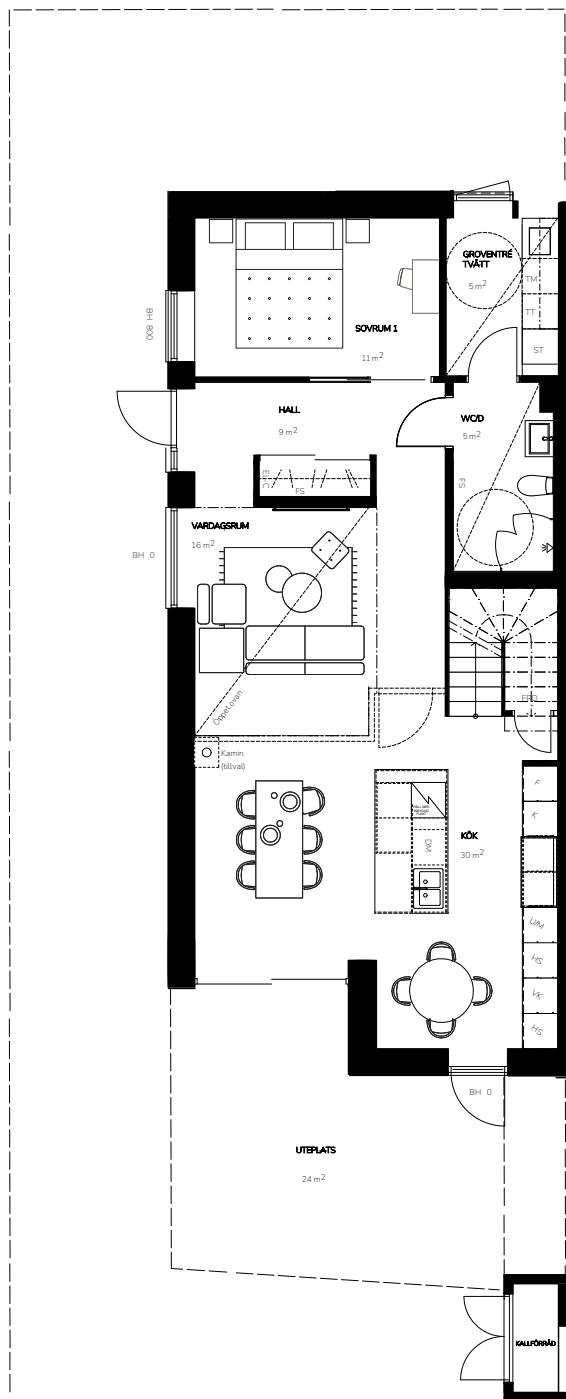 GROVENTRÉ
TVÄTT
5 m²
TM
TT
ST
BH 800
SOVRUM 1
11 m²
HALL
9 m²
WC/D
5 m²
FS
FS
VARDAGSRUM
16 m²
BH 0
Öppet ovan
FRD
Kamin
(tillval)
F
K
KÖK
30 m²
DM
U/M
HS
VK
HS
BH 0
UTEPLATS
24 m²
KALLFÖRRÅD